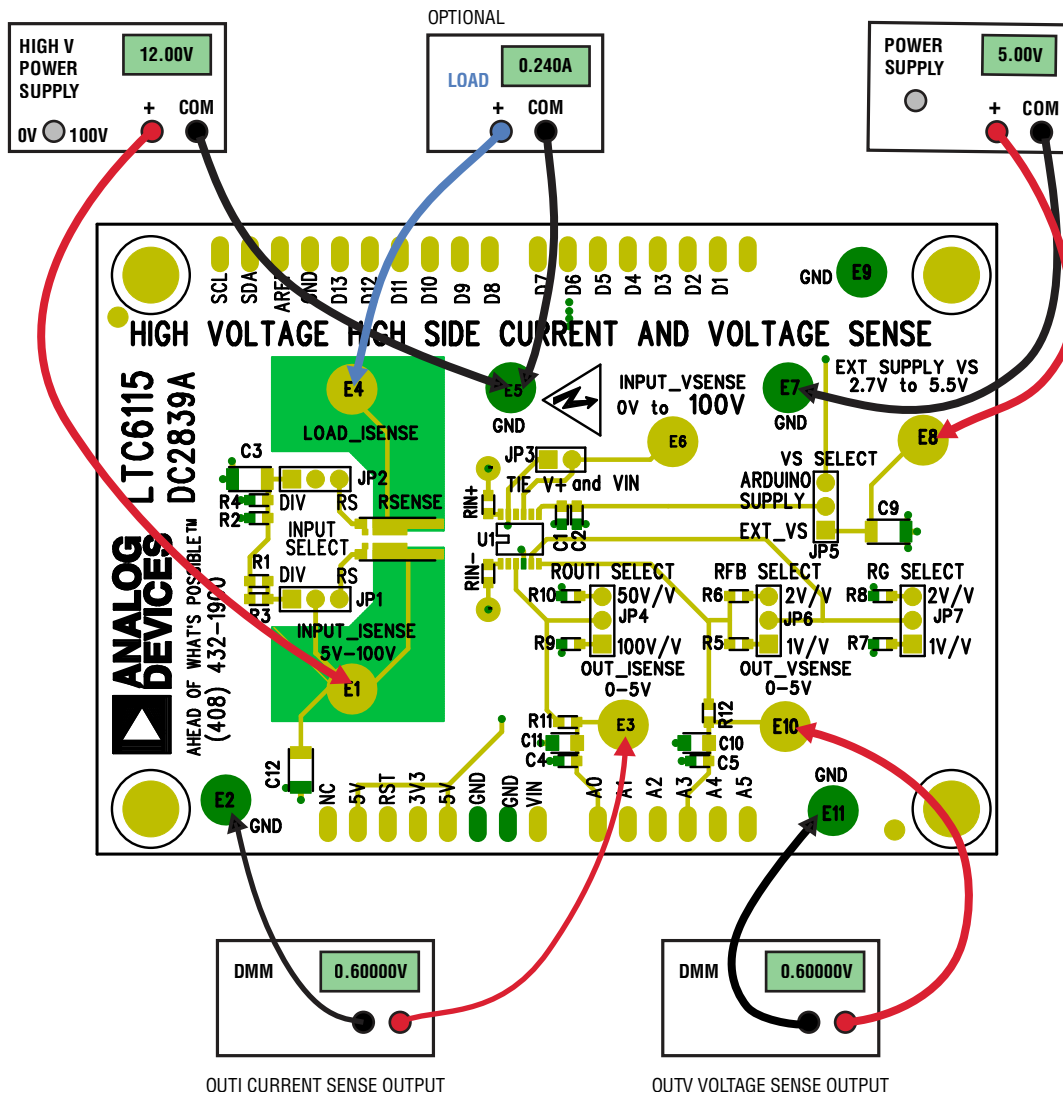 OPTIONAL
HIGH V
POWER
SUPPLY
12.00V
+ COM
0V 100V
LOAD
0.240A
+ COM
POWER
SUPPLY
5.00V
+ COM
SCL
SDA
AREF
GND
D13
D12
D11
D10
D9
D8
D7
D6
D5
D4
D3
D2
D1
GND
E9
HIGH VOLTAGE HIGH SIDE CURRENT AND VOLTAGE SENSE
E4
LOAD_ISENSE
E5
GND
INPUT_VSENSE
0V to 100V
E6
E7
GND
EXT SUPPLY VS
2.7V to 5.5V
E8
LTC6115
DC2839A
ANALOG
DEVICES
AHEAD OF WHAT'S POSSIBLE™
(408) 432-1900
C3
JP2
R4
R2
DIV
RS
RSENSE
INPUT
SELECT
R1
R3
DIV
RS
JP1
INPUT_ISENSE
5V-100V
E1
JP3
TIE V+ and VIN
RIN+
U1
C1
C2
RIN-
VS SELECT
ARDUINO
SUPPLY
EXT_VS
JP5
C9
ROUTI SELECT
R10
50V/V
JP4
R9
100V/V
OUT_ISENSE
0-5V
RFB SELECT
R6
2V/V
JP6
R5
1V/V
OUT_VSENSE
0-5V
RG SELECT
R8
2V/V
JP7
R7
1V/V
R11
E3
C11
C4
R12
E10
C10
C5
C12
E2
GND
GND
E11
NC
5V
RST
3V3
5V
GND
GND
VIN
A0
A1
A2
A3
A4
A5
DMM
0.60000V
DMM
0.60000V
OUTI CURRENT SENSE OUTPUT
OUTV VOLTAGE SENSE OUTPUT